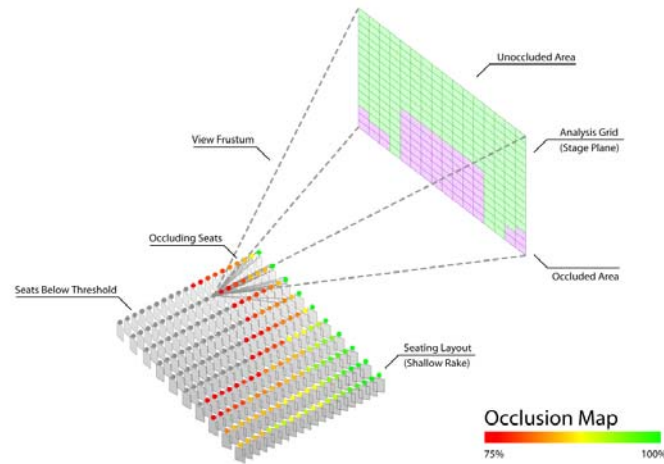 Unoccluded Area
Analysis Grid
(Stage Plane)
View Frustum
Occluding Seats
Seats Below Threshold
Occluded Area
Seating Layout
(Shallow Rake)
Occlusion Map
75%
100%